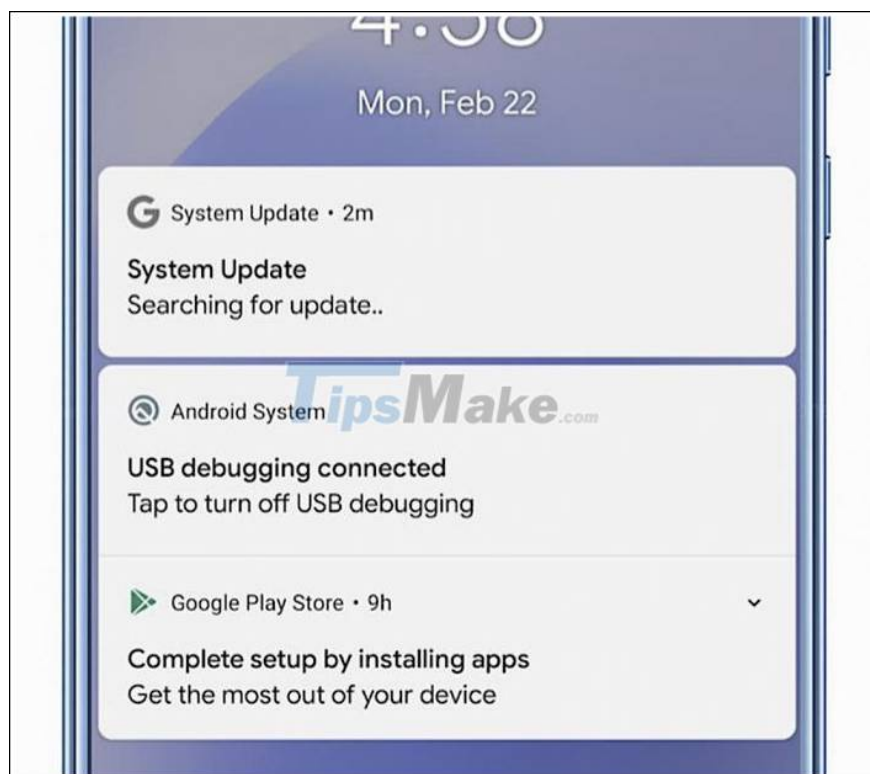 4:58
Mon, Feb 22
System Update • 2m
System Update
Searching for update..
TipsMake.com
Android System
USB debugging connected
Tap to turn off USB debugging
Google Play Store • 9h
Complete setup by installing apps
Get the most out of your device